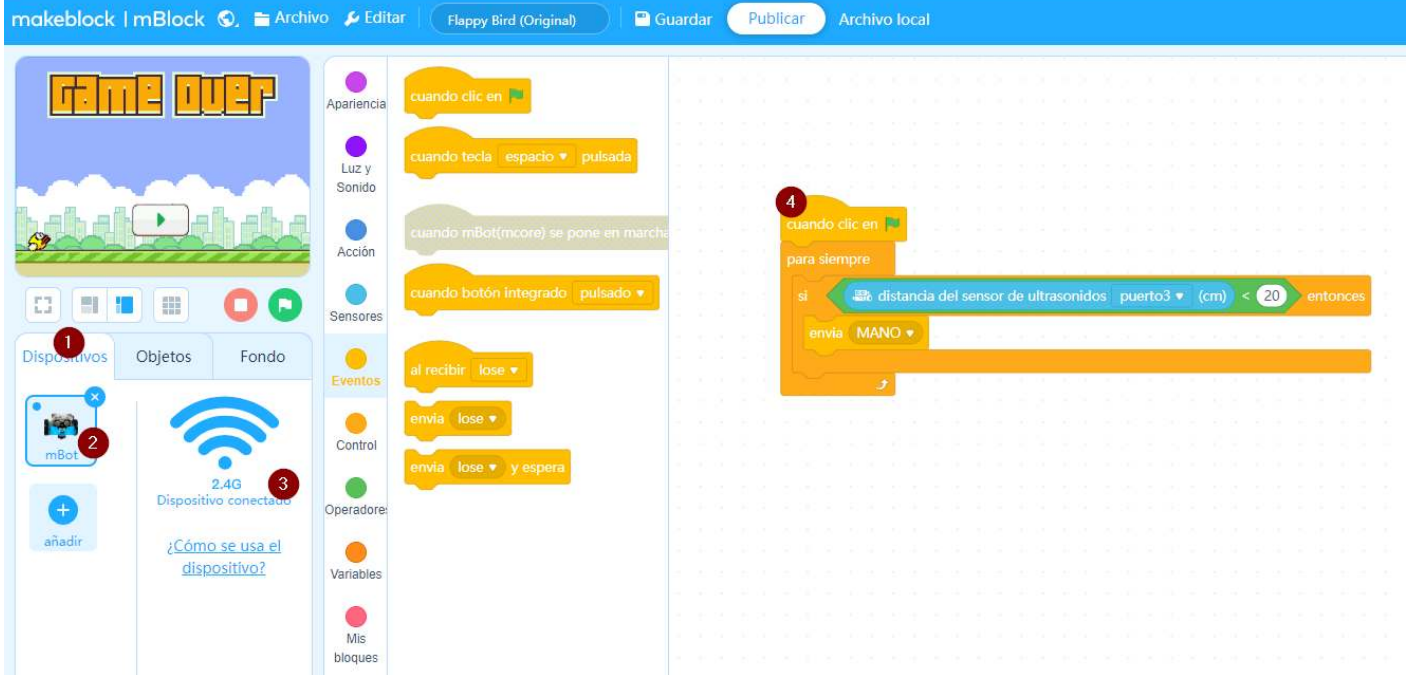 makeblock | mBlock Archivo Editar Flappy Bird (Original) Guardar Publicar Archivo local
Game Over
1
Dispositivos Objetos Fondo
2
mBot
3
2.4G
Dispositivo conectado
añadir
¿Cómo se usa el
dispositivo?
Apariencia
Luz y
Sonido
Acción
Sensores
Eventos
Control
Operadores
Variables
Mis
bloques
cuando clic en
cuando tecla espacio pulsada
cuando mBot(mcore) se pone en marcha
cuando botón integrado pulsado
al recibir lose
envia lose
envia lose y espera
4
cuando clic en
para siempre
si distancia del sensor de ultrasonidos puerto3 (cm) < 20 entonces
envia MANO